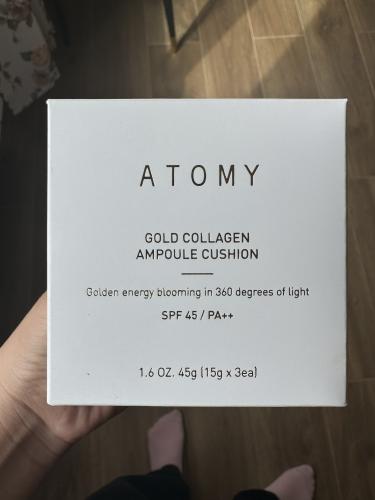 ATOMY
GOLD COLLAGEN
AMPOULE CUSHION
Golden energy blooming in 360 degrees of light
SPF 45 / PA++
1.6 OZ. 45g (15g x 3ea)